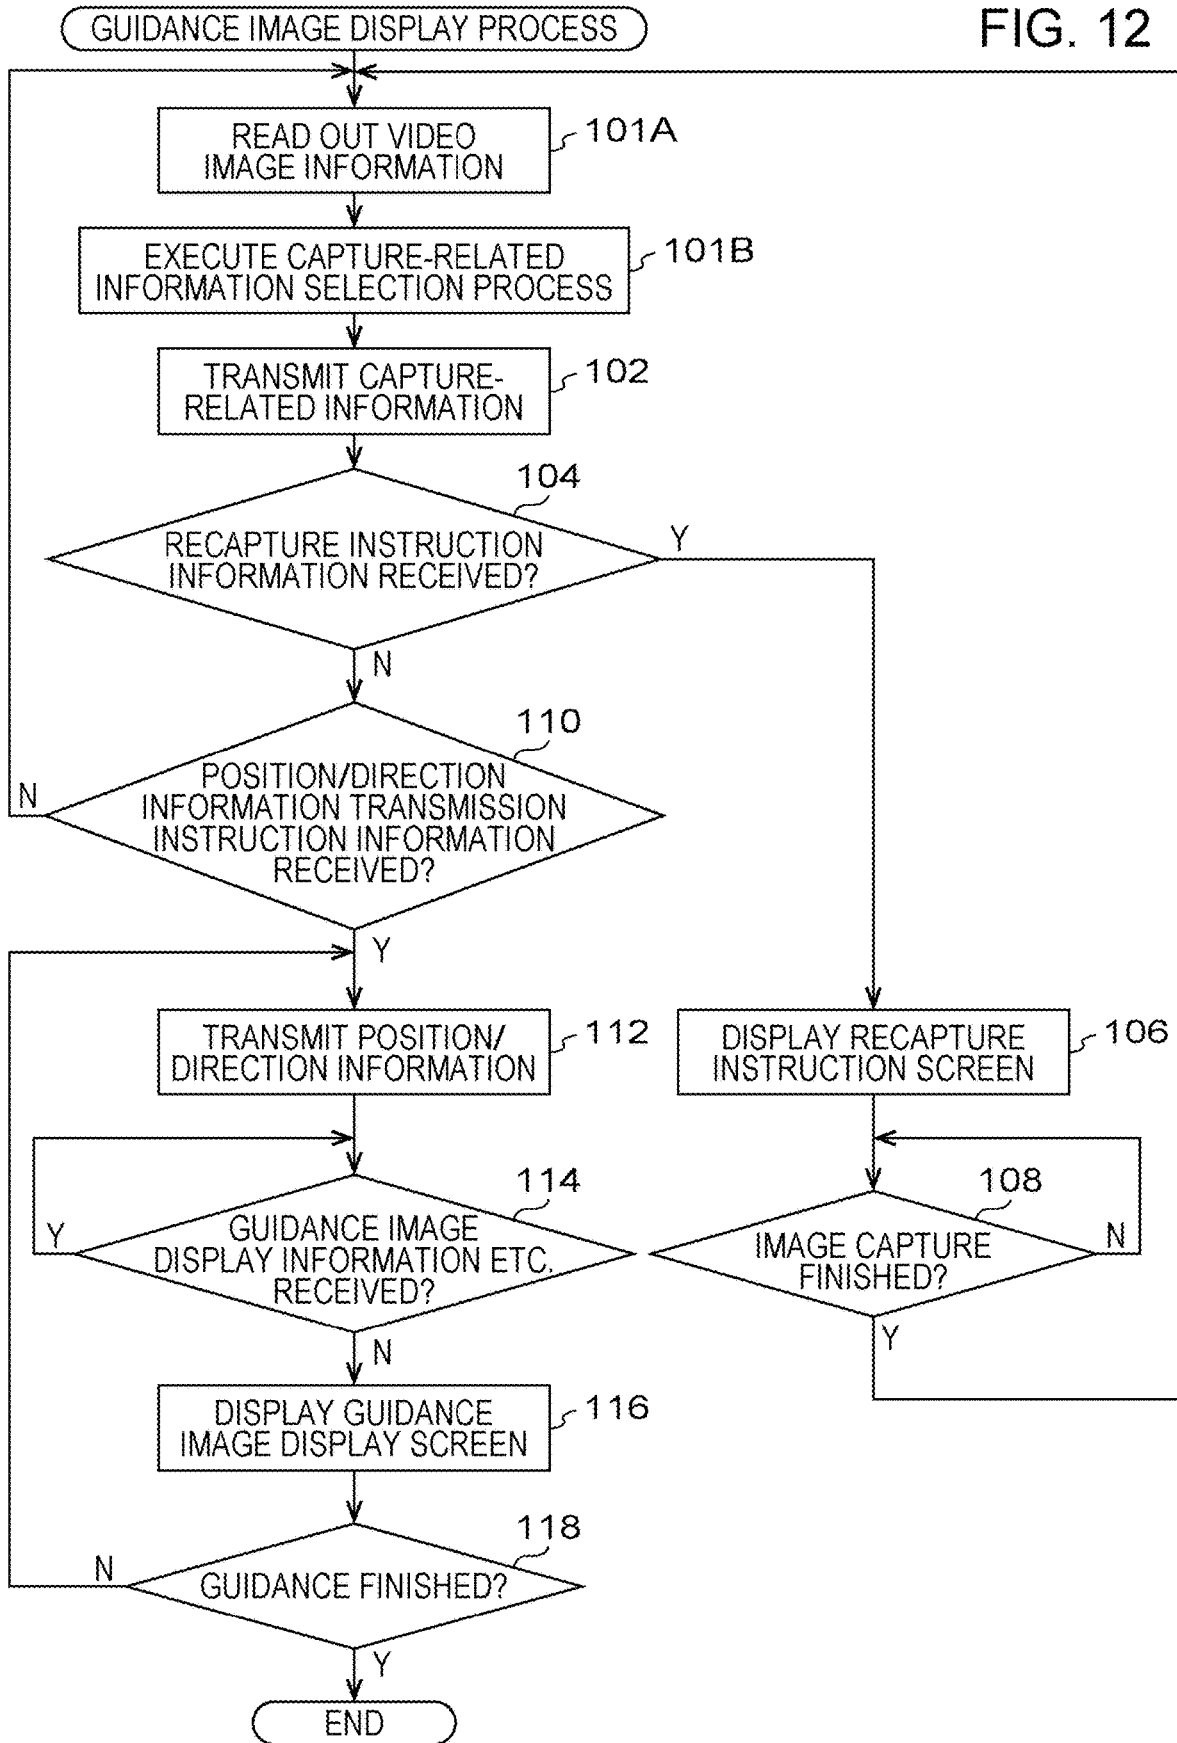 GUIDANCE IMAGE DISPLAY PROCESS
FIG. 12
READ OUT VIDEO
IMAGE INFORMATION
101A
EXECUTE CAPTURE-RELATED
INFORMATION SELECTION PROCESS
101B
TRANSMIT CAPTURE-
RELATED INFORMATION
102
104
RECAPTURE INSTRUCTION
INFORMATION RECEIVED?
Y
N
110
POSITION/DIRECTION
INFORMATION TRANSMISSION
INSTRUCTION INFORMATION
RECEIVED?
N
Y
TRANSMIT POSITION/
DIRECTION INFORMATION
112
DISPLAY RECAPTURE
INSTRUCTION SCREEN
106
114
GUIDANCE IMAGE
DISPLAY INFORMATION ETC.
RECEIVED?
Y
N
108
IMAGE CAPTURE
FINISHED?
N
Y
DISPLAY GUIDANCE
IMAGE DISPLAY SCREEN
116
118
GUIDANCE FINISHED?
N
Y
END